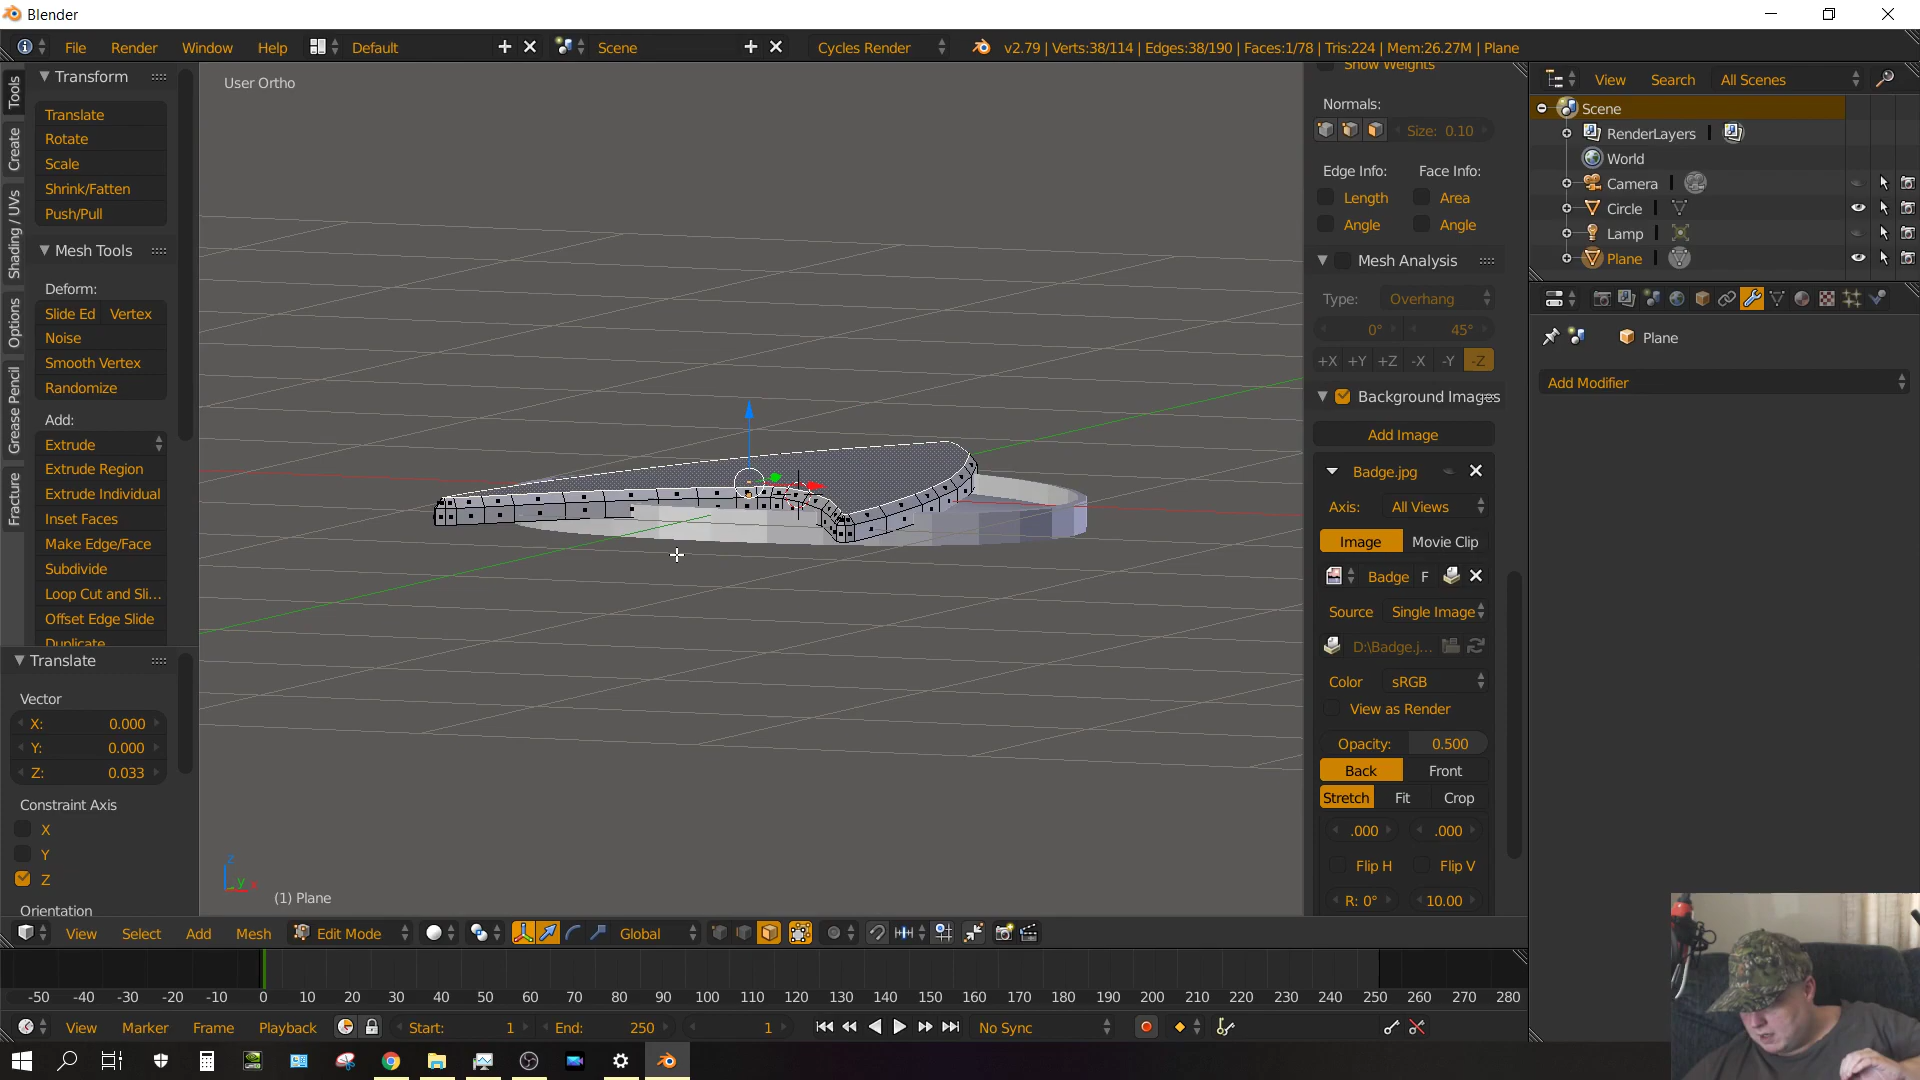 Blender
File Render Window Help Default Scene Cycles Render v2.79 | Verts:38/114 | Edges:38/190 | Faces:1/78 | Tris:224 | Mem:26.27M | Plane
Tools
Create
Shading / UVs
Options
Grease Pencil
Fracture
Transform
Translate
Rotate
Scale
Shrink/Fatten
Push/Pull
Mesh Tools
Deform:
Slide Ed Vertex
Noise
Smooth Vertex
Randomize
Add:
Extrude
Extrude Region
Extrude Individual
Inset Faces
Make Edge/Face
Subdivide
Loop Cut and Sli...
Offset Edge Slide
Duplicate
Translate
Vector
X: 0.000
Y: 0.000
Z: 0.033
Constraint Axis
X
Y
Z
Orientation
User Ortho
z
y x
(1) Plane
Show Weights
Normals:
Size: 0.10
Edge Info: Face Info:
Length Area
Angle Angle
Mesh Analysis
Type: Overhang
0° 45°
+X +Y +Z -X -Y -Z
Background Images
Add Image
Badge.jpg
Axis: All Views
Image Movie Clip
Badge F
Source Single Image
D:\Badge.j...
Color sRGB
View as Render
Opacity: 0.500
Back Front
Stretch Fit Crop
.000 .000
Flip H Flip V
R: 0° 10.00
View Search All Scenes
Scene
RenderLayers
World
Camera
Circle
Lamp
Plane
Plane
Add Modifier
View Select Add Mesh Edit Mode Global
-50 -40 -30 -20 -10 0 10 20 30 40 50 60 70 80 90 100 110 120 130 140 150 160 170 180 190 200 210 220 230 240 250 260 270 280
View Marker Frame Playback Start: 1 End: 250 1 No Sync